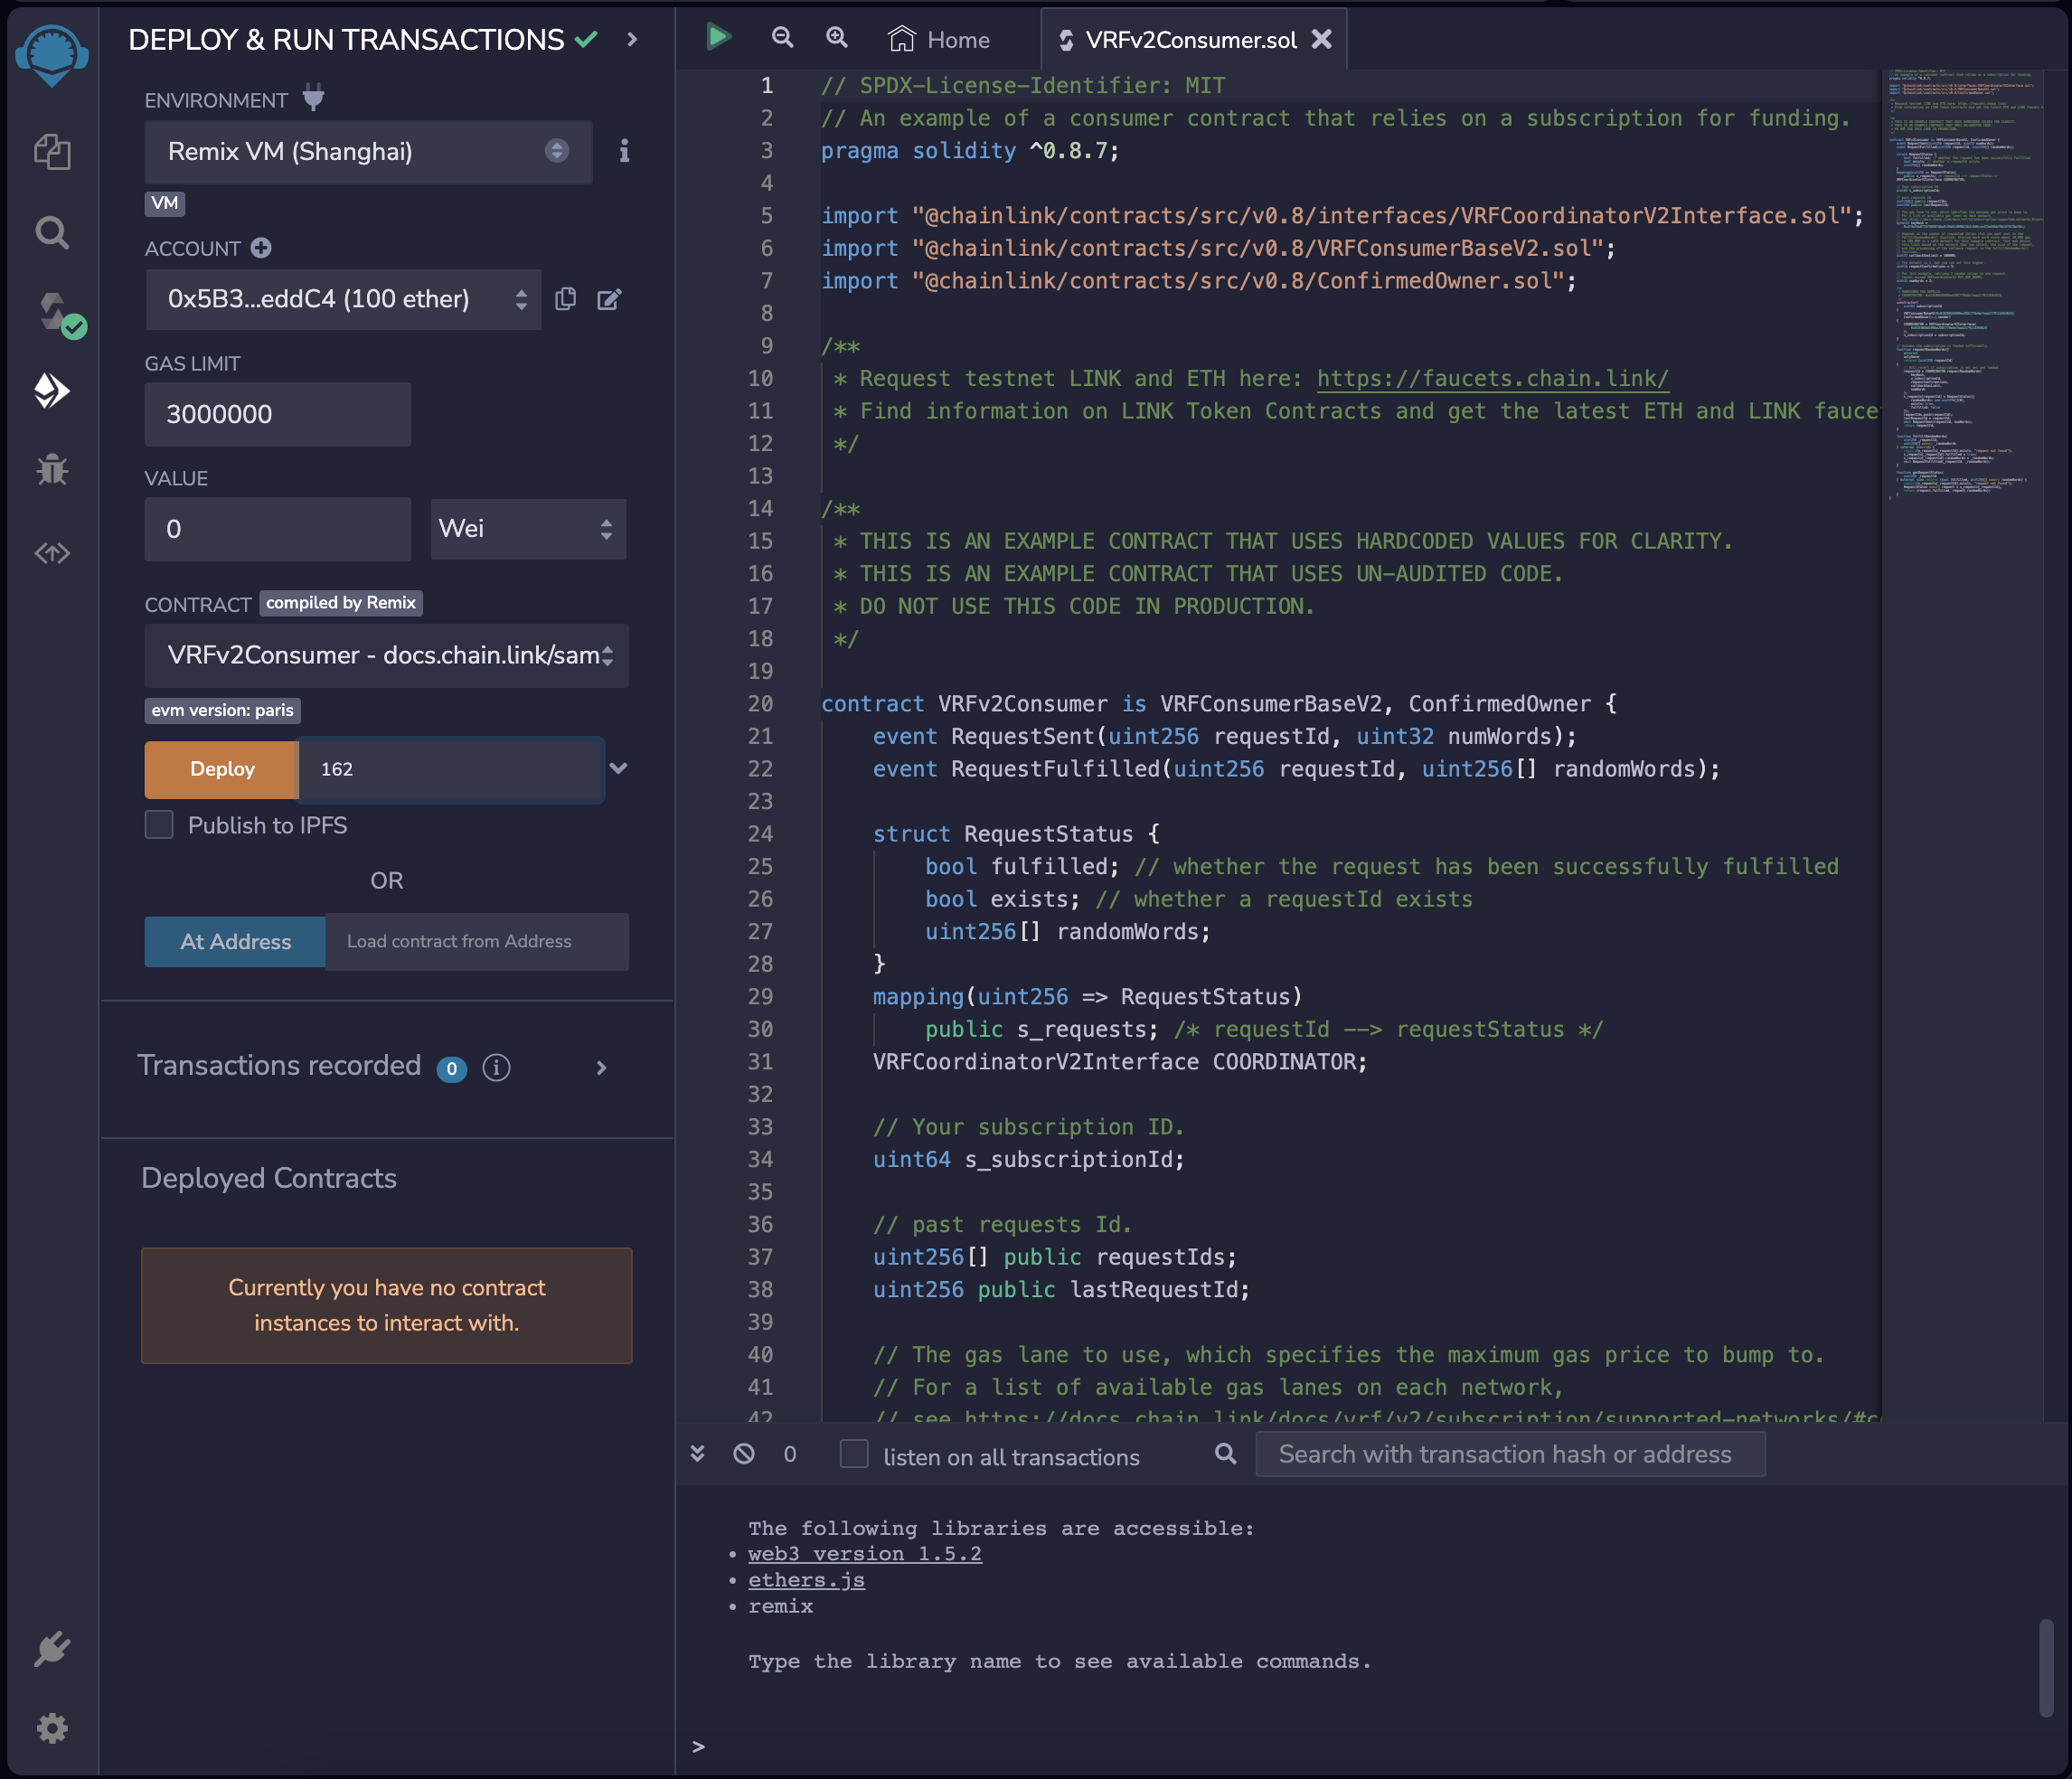 DEPLOY & RUN TRANSACTIONS
ENVIRONMENT
Remix VM (Shanghai)
VM
ACCOUNT
0x5B3...eddC4 (100 ether)
GAS LIMIT
3000000
VALUE
0
Wei
CONTRACT compiled by Remix
VRFv2Consumer - docs.chain.link/sam
evm version: paris
Deploy 162
Publish to IPFS
OR
At Address Load contract from Address
Transactions recorded 0 i
Deployed Contracts
Currently you have no contract
instances to interact with.
Home VRFv2Consumer.sol
1 // SPDX-License-Identifier: MIT
2 // An example of a consumer contract that relies on a subscription for funding.
3 pragma solidity ^0.8.7;
4
5 import "@chainlink/contracts/src/v0.8/interfaces/VRFCoordinatorV2Interface.sol";
6 import "@chainlink/contracts/src/v0.8/VRFConsumerBaseV2.sol";
7 import "@chainlink/contracts/src/v0.8/ConfirmedOwner.sol";
8
9 /**
10 * Request testnet LINK and ETH here: https://faucets.chain.link/
11 * Find information on LINK Token Contracts and get the latest ETH and LINK faucet
12 */
13
14 /**
15 * THIS IS AN EXAMPLE CONTRACT THAT USES HARDCODED VALUES FOR CLARITY.
16 * THIS IS AN EXAMPLE CONTRACT THAT USES UN-AUDITED CODE.
17 * DO NOT USE THIS CODE IN PRODUCTION.
18 */
19
20 contract VRFv2Consumer is VRFConsumerBaseV2, ConfirmedOwner {
21 event RequestSent(uint256 requestId, uint32 numWords);
22 event RequestFulfilled(uint256 requestId, uint256[] randomWords);
23
24 struct RequestStatus {
25 bool fulfilled; // whether the request has been successfully fulfilled
26 bool exists; // whether a requestId exists
27 uint256[] randomWords;
28 }
29 mapping(uint256 => RequestStatus)
30 public s_requests; /* requestId --> requestStatus */
31 VRFCoordinatorV2Interface COORDINATOR;
32
33 // Your subscription ID.
34 uint64 s_subscriptionId;
35
36 // past requests Id.
37 uint256[] public requestIds;
38 uint256 public lastRequestId;
39
40 // The gas lane to use, which specifies the maximum gas price to bump to.
41 // For a list of available gas lanes on each network,
42 // see https://docs.chain.link/docs/vrf/v2/subscription/supported-networks/#c
0 listen on all transactions Search with transaction hash or address
The following libraries are accessible:
• web3 version 1.5.2
• ethers.js
• remix
Type the library name to see available commands.
>